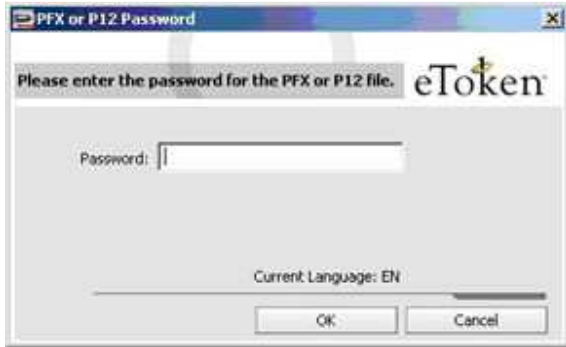 PFX or P12 Password
Please enter the password for the PFX or P12 file.
eToken
Password:
Current Language: EN
OK
Cancel